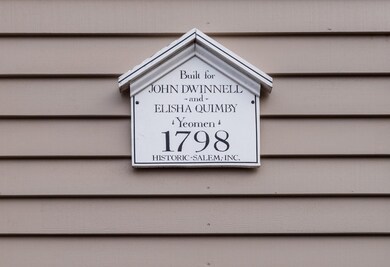 Built for
JOHN DWINNELL
-and-
ELISHA QUIMBY
Yeomen
1798
HISTORIC SALEM, INC.